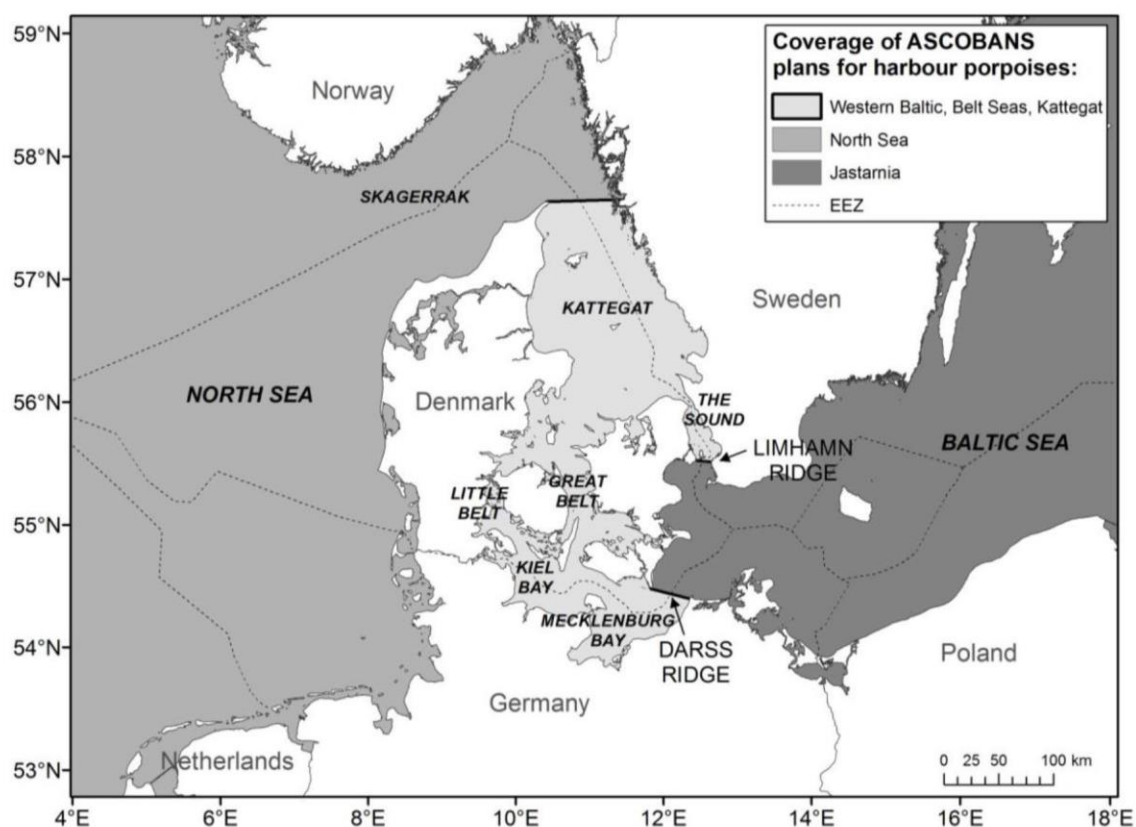 59°N
58°N
57°N
56°N
55°N
54°N
53°N
4°E
6°E
8°E
10°E
12°E
14°E
16°E
18°E
Coverage of ASCOBANS
plans for harbour porpoises:
Western Baltic, Belt Seas, Kattegat
North Sea
Jastarnia
EEZ
Norway
SKAGERRAK
KATTEGAT
Sweden
NORTH SEA
Denmark
THE
SOUND
LIMHAMN
RIDGE
BALTIC SEA
LITTLE
BELT
GREAT
BELT
KIEL
BAY
MECKLENBURG
BAY
DARSS
RIDGE
Poland
Germany
Netherlands
0 25 50 100 km